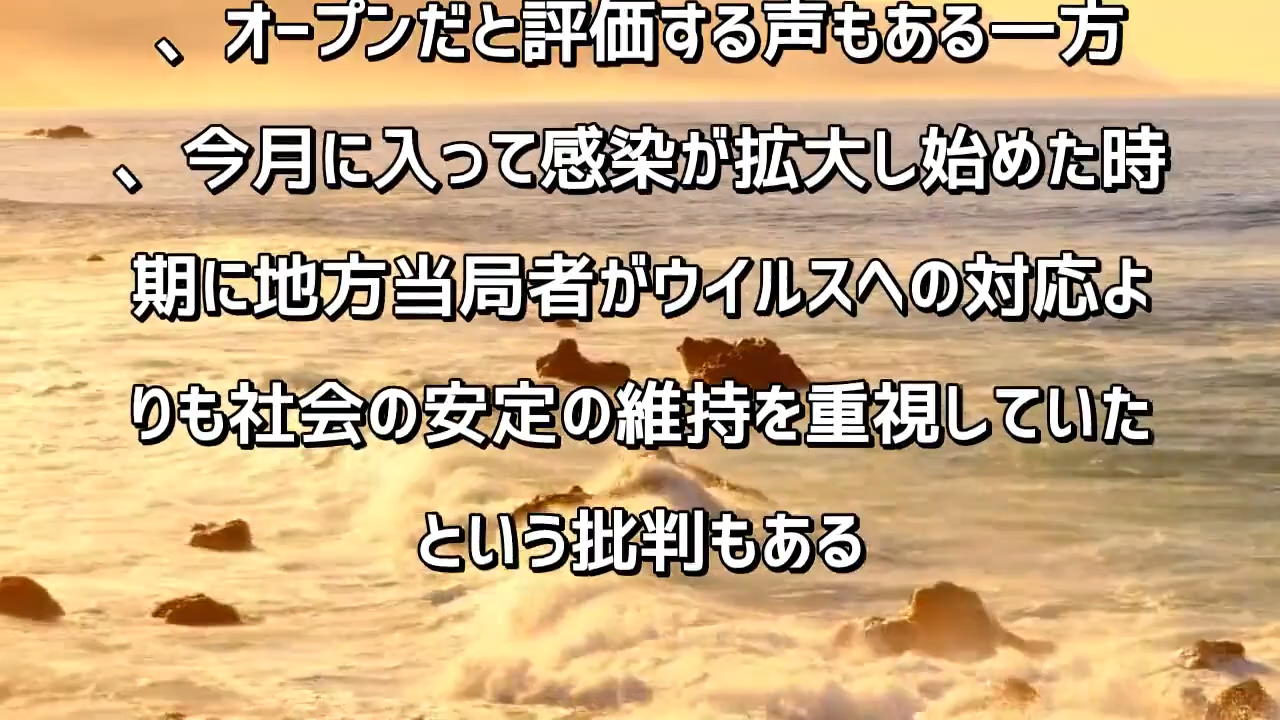 、オープンだと評価する声もある一方
、今月に入って感染が拡大し始めた時
期に地方当局者がウイルスへの対応よ
りも社会の安定の維持を重視していた
という批判もある